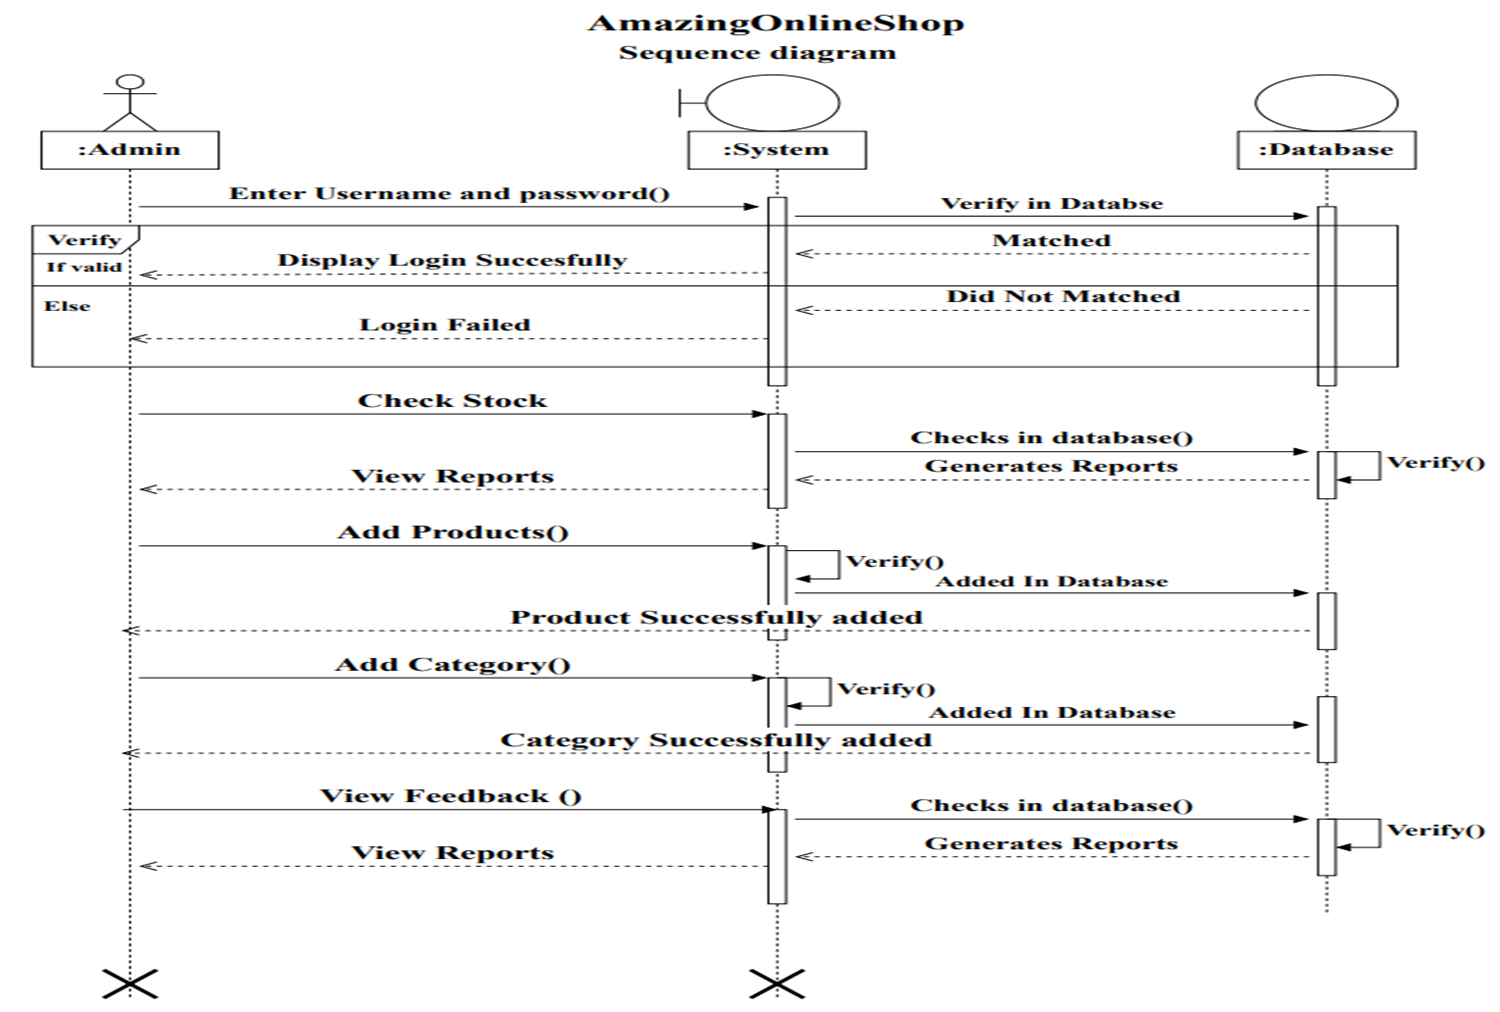 AmazingOnlineShop
Sequence diagram
:Admin
:System
:Database
Enter Username and password()
Verify in Databse
Verify
Matched
If valid
Display Login Succesfully
Else
Did Not Matched
Login Failed
Check Stock
Checks in database()
Verify()
Generates Reports
View Reports
Add Products()
Verify()
Added In Database
Product Successfully added
Add Category()
Verify()
Added In Database
Category Successfully added
View Feedback ()
Checks in database()
Verify()
Generates Reports
View Reports